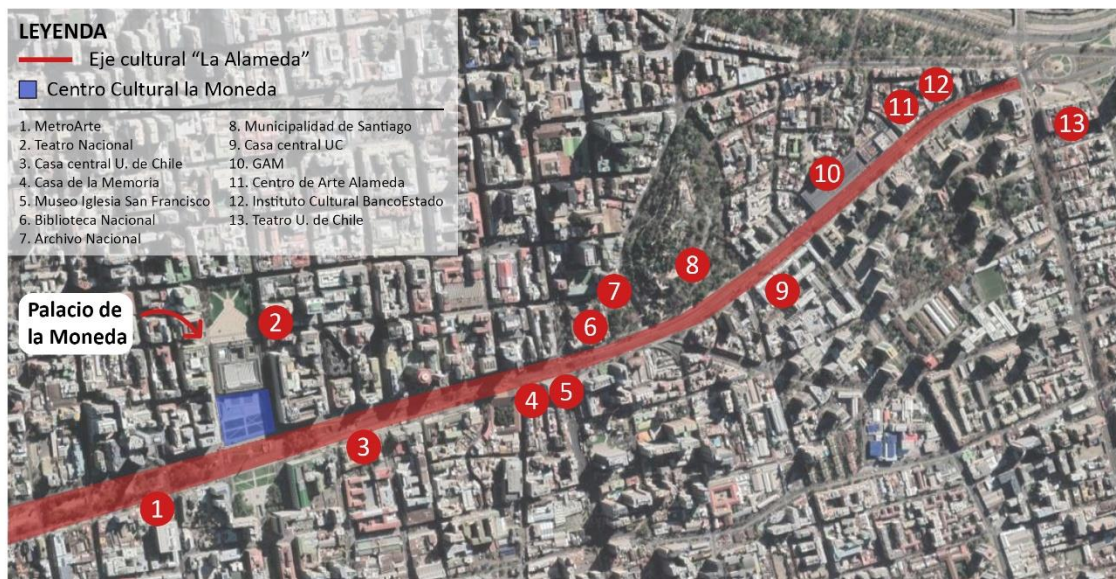 LEYENDA
Eje cultural “La Alameda”
Centro Cultural la Moneda
1. MetroArte
2. Teatro Nacional
3. Casa central U. de Chile
4. Casa de la Memoria
5. Museo Iglesia San Francisco
6. Biblioteca Nacional
7. Archivo Nacional
8. Municipalidad de Santiago
9. Casa central UC
10. GAM
11. Centro de Arte Alameda
12. Instituto Cultural BancoEstado
13. Teatro U. de Chile
Palacio de
la Moneda
1
2
3
4
5
6
7
8
9
10
11
12
13